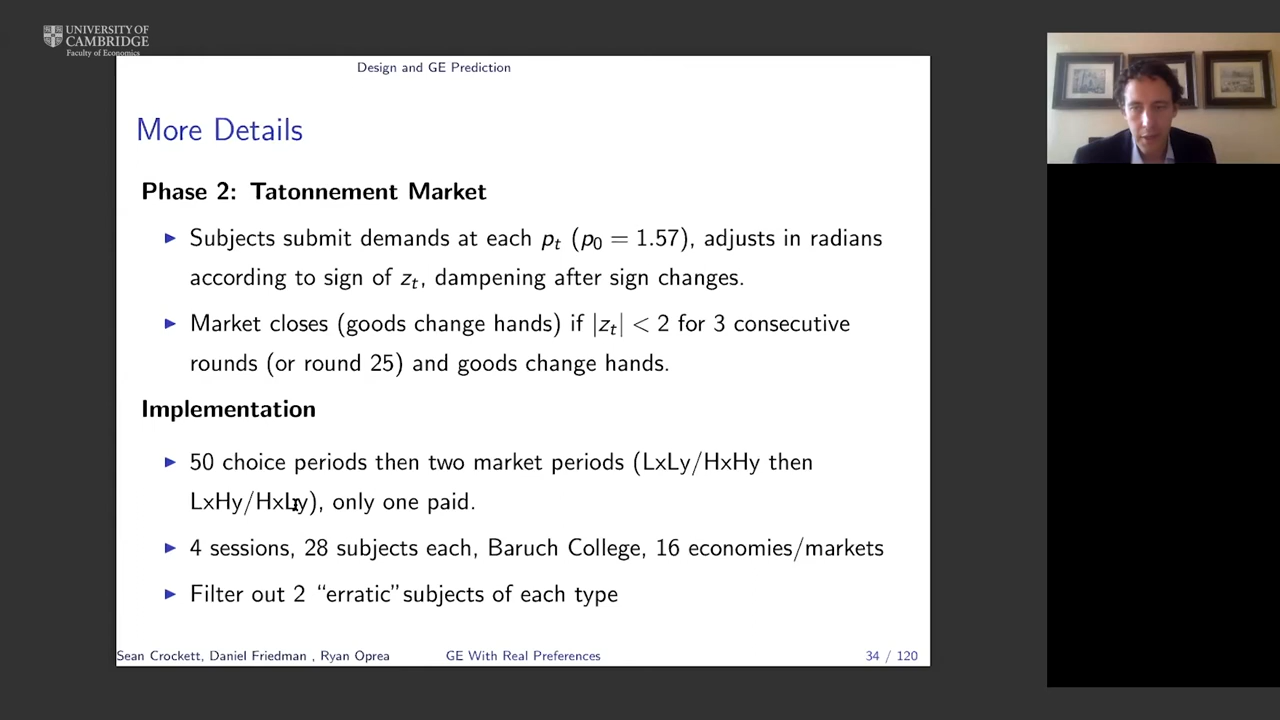 UNIVERSITY OF
CAMBRIDGE
Faculty of Economics
Design and GE Prediction
More Details
Phase 2: Tatonnement Market
▶ Subjects submit demands at each pₜ (p₀ = 1.57), adjusts in radians
according to sign of zₜ, dampening after sign changes.
▶ Market closes (goods change hands) if |zₜ| < 2 for 3 consecutive
rounds (or round 25) and goods change hands.
Implementation
▶ 50 choice periods then two market periods (LxLy/HxHy then
LxHy/HxLy), only one paid.
▶ 4 sessions, 28 subjects each, Baruch College, 16 economies/markets
▶ Filter out 2 “erratic”subjects of each type
Sean Crockett, Daniel Friedman , Ryan Oprea GE With Real Preferences 34 / 120